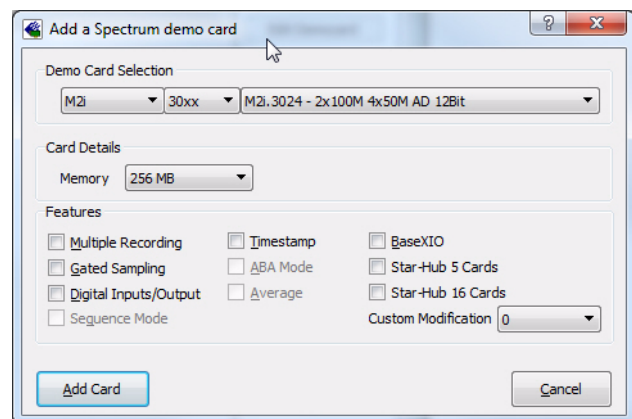 Add a Spectrum demo card
Demo Card Selection
M2i 30xx M2i.3024 - 2x100M 4x50M AD 12Bit
Card Details
Memory 256 MB
Features
Multiple Recording Timestamp BaseXIO
Gated Sampling ABA Mode Star-Hub 5 Cards
Digital Inputs/Output Average Star-Hub 16 Cards
Sequence Mode Custom Modification 0
Add Card Cancel